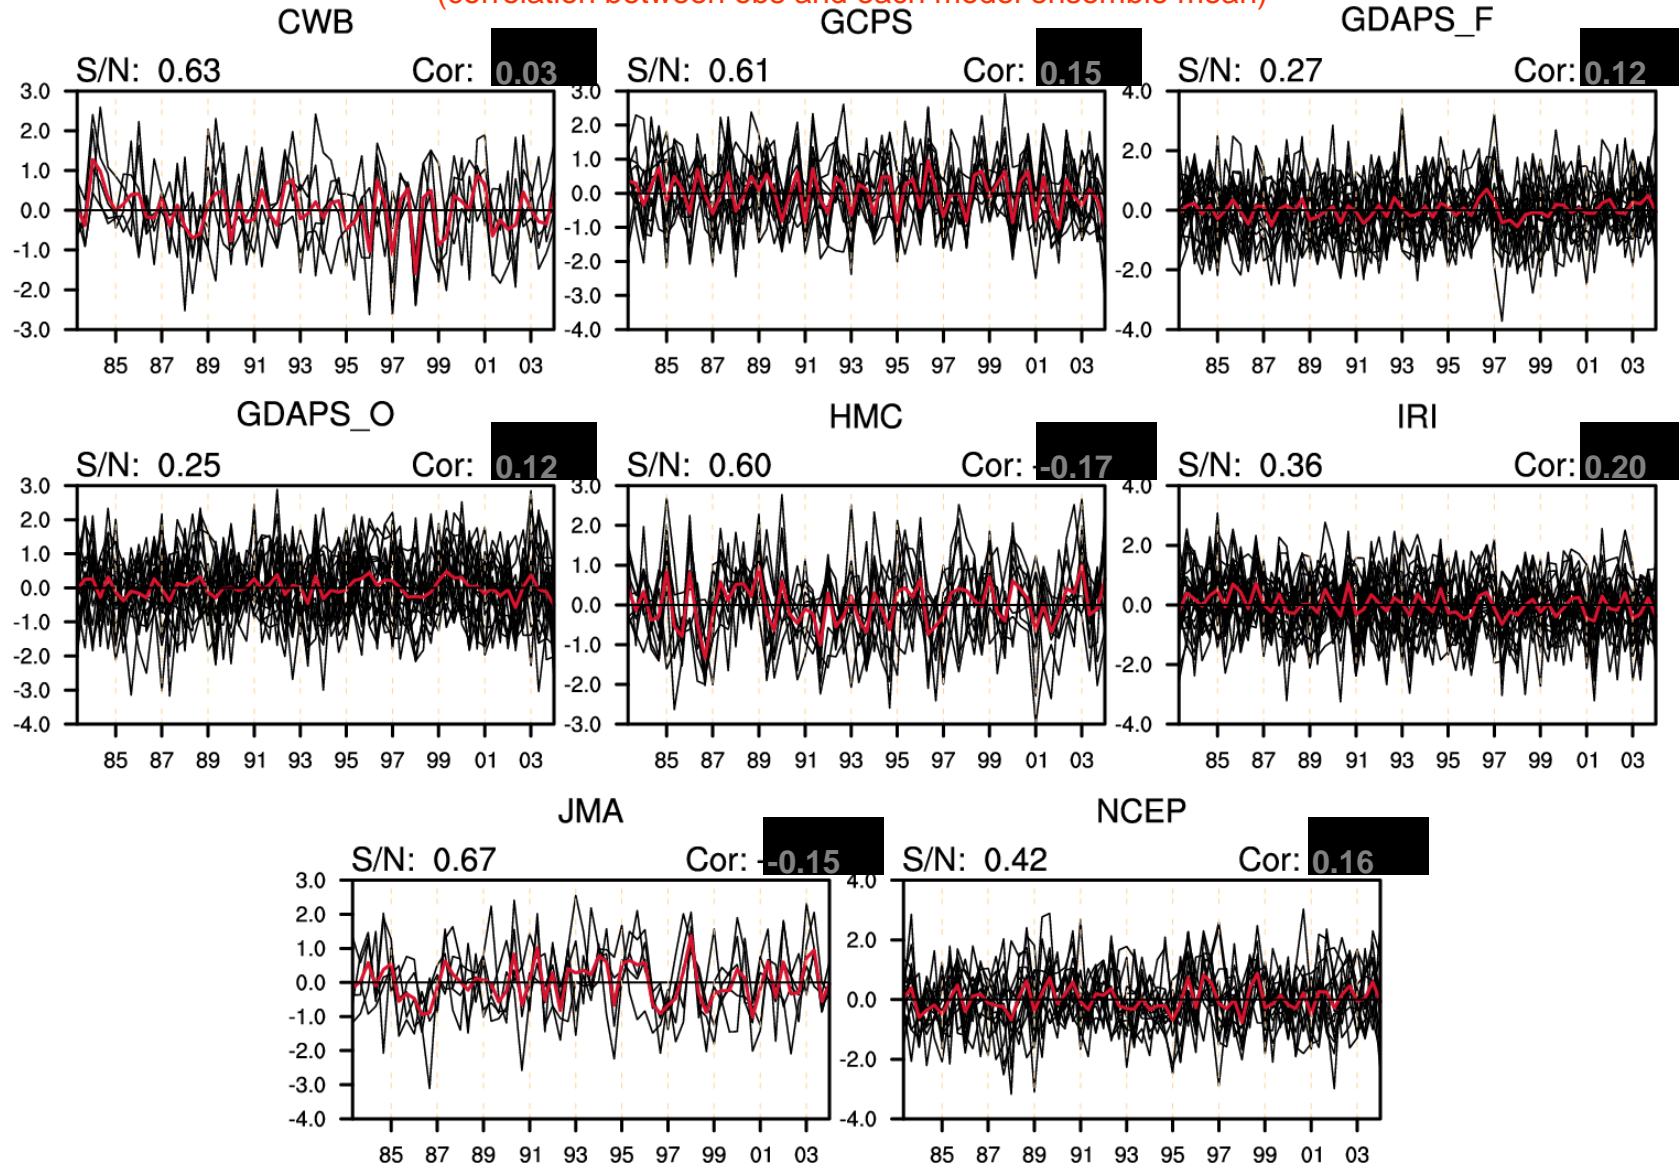 (correlation between obs and each model ensemble mean)
CWB
GCPS
GDAPS_F
S/N: 0.63 Cor: 0.03
S/N: 0.61 Cor: 0.15
S/N: 0.27 Cor: 0.12
3.0
2.0
1.0
0.0
-1.0
-2.0
-3.0
85 87 89 91 93 95 97 99 01 03
3.0
2.0
1.0
0.0
-1.0
-2.0
-3.0
-4.0
85 87 89 91 93 95 97 99 01 03
4.0
2.0
0.0
-2.0
-4.0
85 87 89 91 93 95 97 99 01 03
GDAPS_O
HMC
IRI
S/N: 0.25 Cor: 0.12
S/N: 0.60 Cor: -0.17
S/N: 0.36 Cor: 0.20
3.0
2.0
1.0
0.0
-1.0
-2.0
-3.0
-4.0
85 87 89 91 93 95 97 99 01 03
3.0
2.0
1.0
0.0
-1.0
-2.0
-3.0
85 87 89 91 93 95 97 99 01 03
4.0
2.0
0.0
-2.0
-4.0
85 87 89 91 93 95 97 99 01 03
JMA
NCEP
S/N: 0.67 Cor: -0.15
S/N: 0.42 Cor: 0.16
3.0
2.0
1.0
0.0
-1.0
-2.0
-3.0
-4.0
85 87 89 91 93 95 97 99 01 03
4.0
2.0
0.0
-2.0
-4.0
85 87 89 91 93 95 97 99 01 03